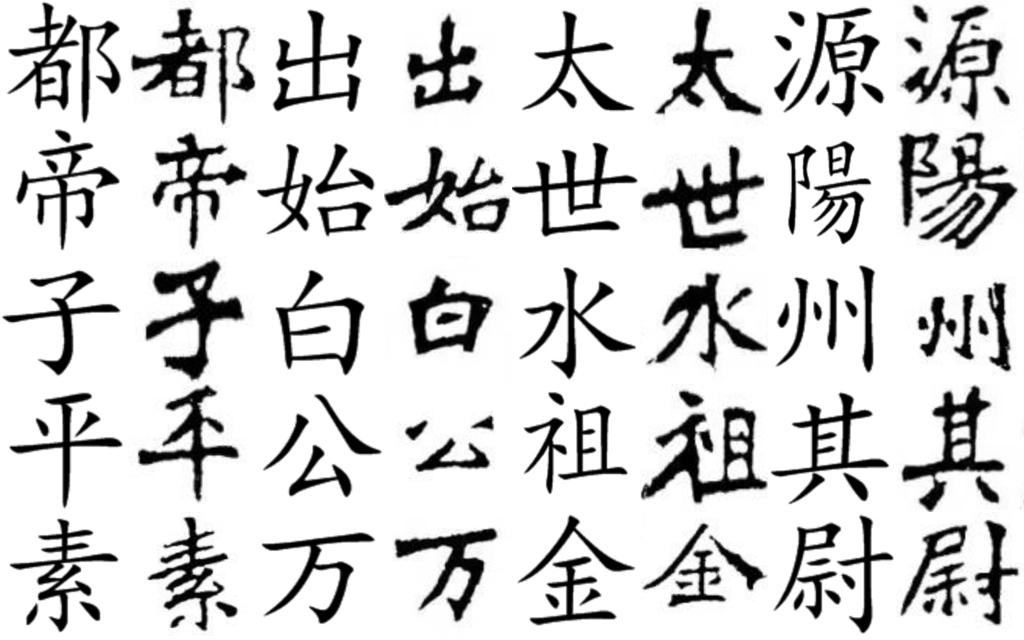 都都出出太太源源
帝帝始始世世陽陽
子子白白水水州州
平平公公祖祖其其
素素万万金金尉尉